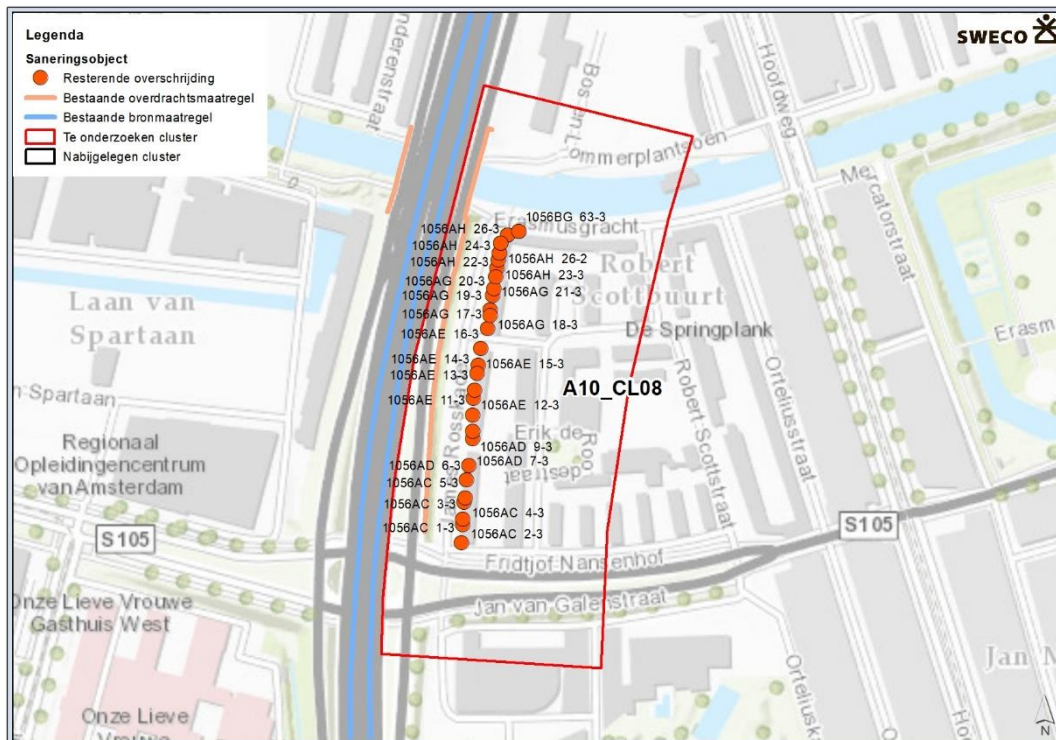 Legenda
Saneringsobject
Resterende overschrijding
Bestaande overdrachtsmaatregel
Bestaande bronmaatregel
Te onderzoeken cluster
Nabijgelegen cluster
SWECO
Hoofdweg
Mercatorstraat
Erasmusgracht
1056BG 63-3
1056AH 26-3
1056AH 24-3
1056AH 22-3
1056AH 26-2
1056AH 23-3
1056AG 20-3
1056AG 19-3
1056AG 21-3
1056AG 17-3
1056AG 18-3
1056AE 16-3
1056AE 14-3
1056AE 15-3
1056AE 13-3
1056AE 11-3
1056AE 12-3
1056AD 9-3
1056AD 6-3
1056AD 7-3
1056AC 5-3
1056AC 3-3
1056AC 4-3
1056AC 1-3
1056AC 2-3
Robert
Scottbuurt
De Springplank
A10_CL08
Laan van
Spartaan
Erik de
Roo
Robert Scottstraat
Orteliusstraat
Regionaal
Opleidingencentrum
van Amsterdam
S105
S105
Fridtjof Nansenhof
Jan van Galenstraat
Onze Lieve Vrouwe
Gasthuis West
Onze Lieve
N